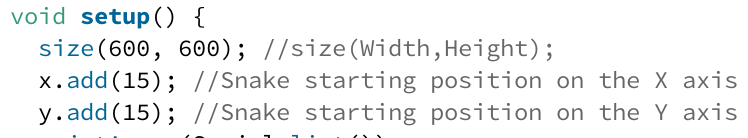 void setup() {
size(600, 600); //size(Width,Height);
x.add(15); //Snake starting position on the X axis
y.add(15); //Snake starting position on the Y axis